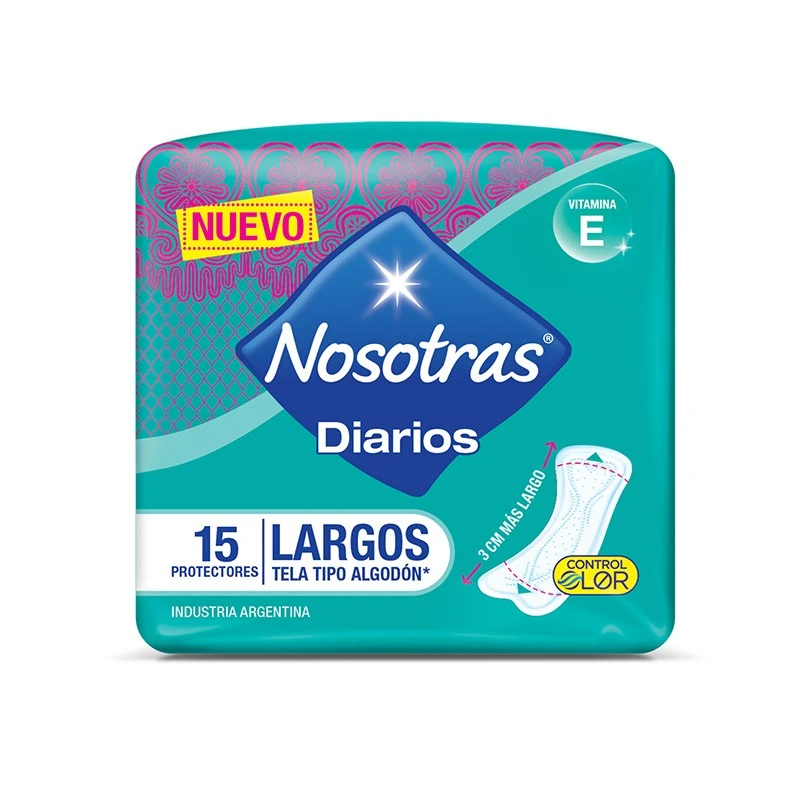 NUEVO
VITAMINA
E
Nosotras®
Diarios
3 CM MÁS LARGO
15
PROTECTORES
LARGOS
TELA TIPO ALGODÓN*
CONTROL
OLOR
INDUSTRIA ARGENTINA